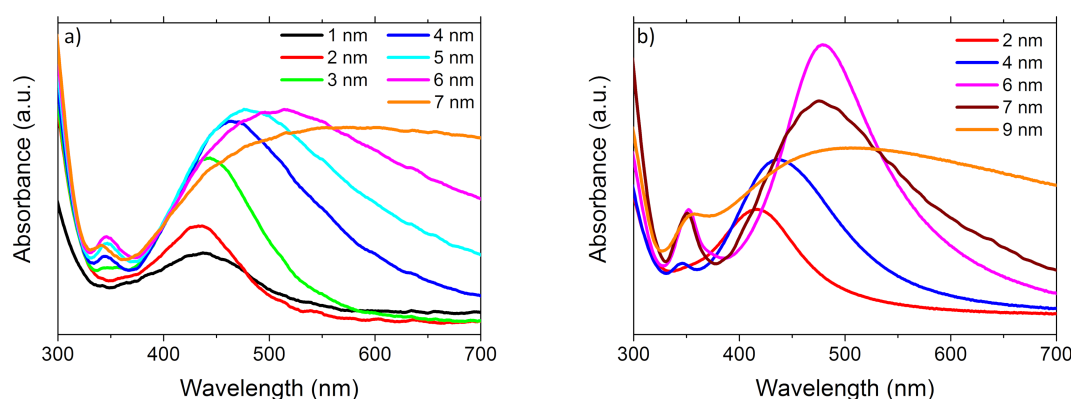 a)
1 nm
2 nm
3 nm
4 nm
5 nm
6 nm
7 nm
Absorbance (a.u.)
300 400 500 600 700
Wavelength (nm)
b)
2 nm
4 nm
6 nm
7 nm
9 nm
Absorbance (a.u.)
300 400 500 600 700
Wavelength (nm)